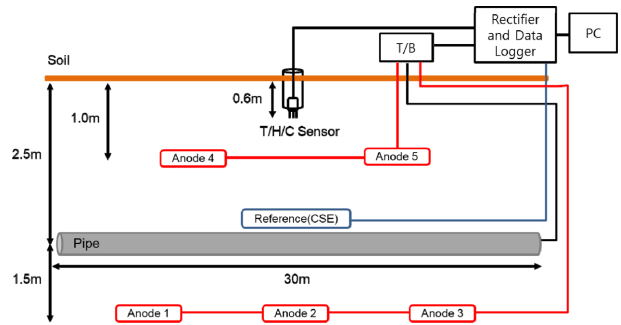 Rectifier
and Data
Logger
PC
T/B
Soil
0.6m
1.0m
T/H/C Sensor
2.5m
Anode 4
Anode 5
Reference(CSE)
Pipe
30m
1.5m
Anode 1
Anode 2
Anode 3